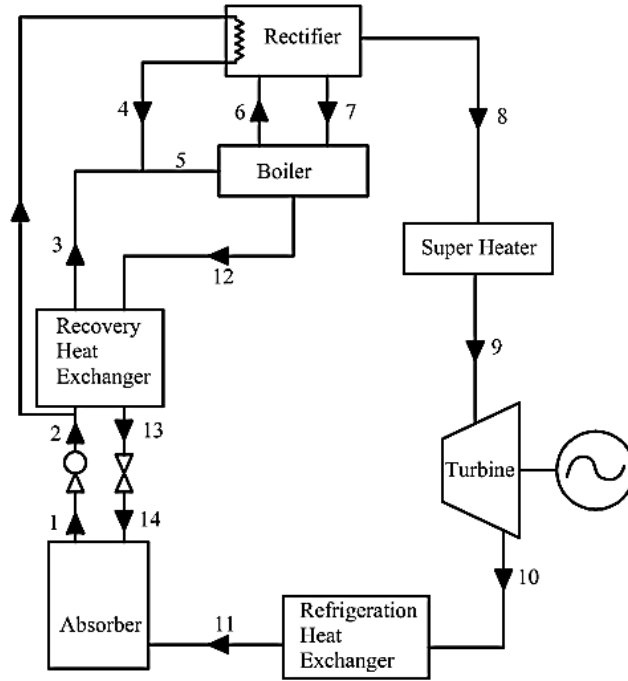 Rectifier
4
6
7
8
5
Boiler
3
Super Heater
12
Recovery
Heat
Exchanger
9
2
13
Turbine
1
14
10
Refrigeration
Heat
Exchanger
11
Absorber